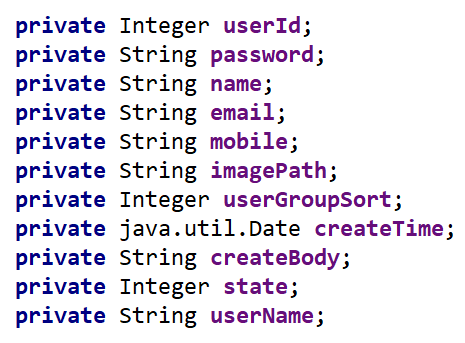 private Integer userId;
private String password;
private String name;
private String email;
private String mobile;
private String imagePath;
private Integer userGroupSort;
private java.util.Date createTime;
private String createBody;
private Integer state;
private String userName;